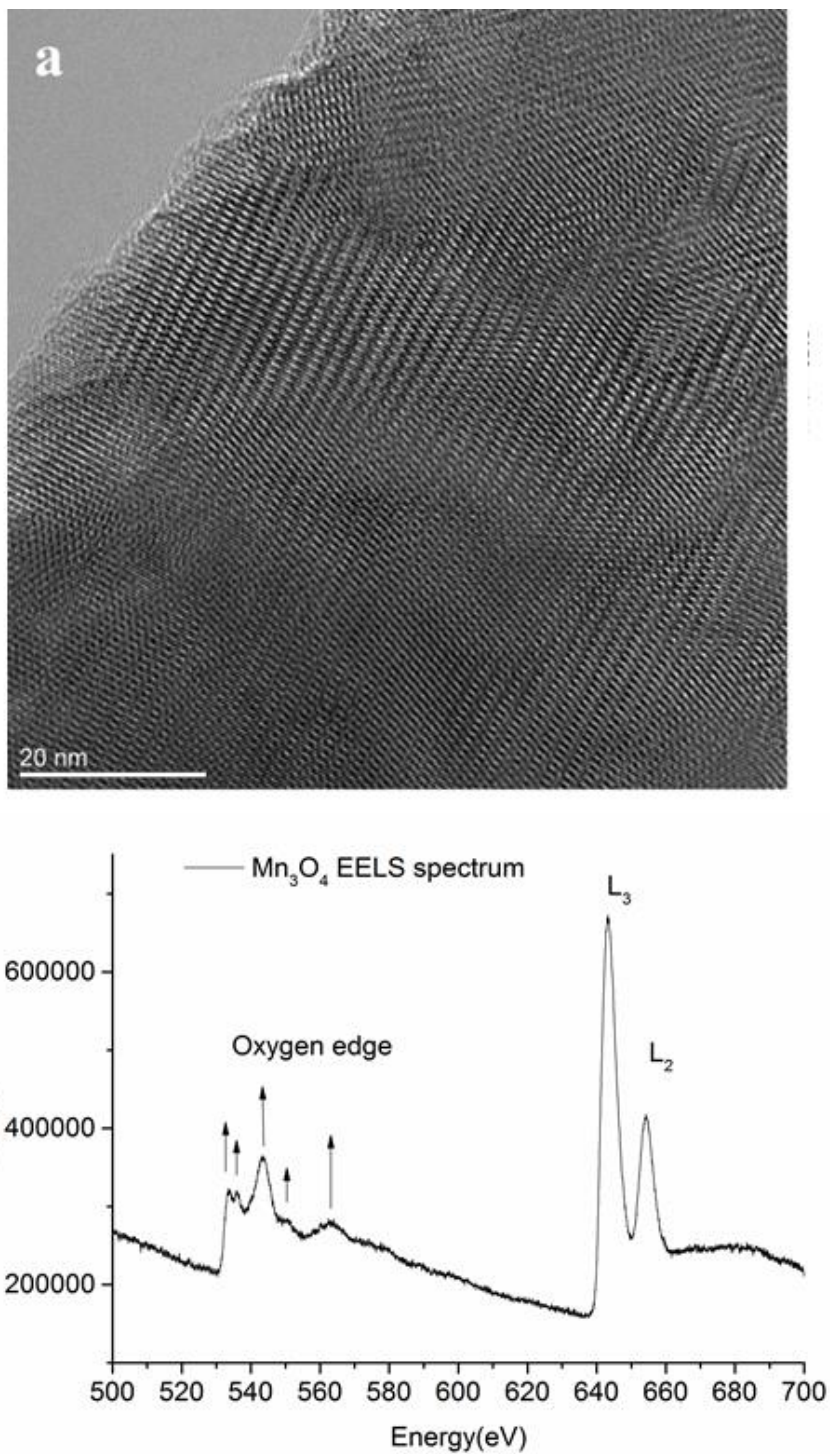 a
20 nm
Mn₃O₄ EELS spectrum
L₃
600000
Oxygen edge
L₂
400000
200000
500 520 540 560 580 600 620 640 660 680 700
Energy(eV)